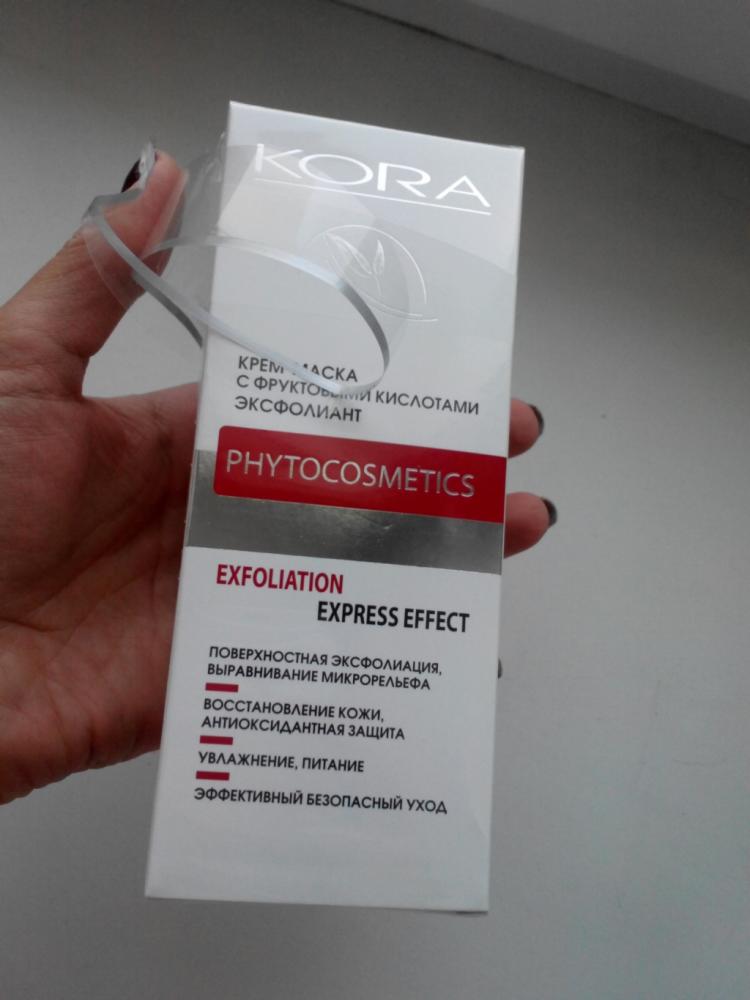 KORA
КРЕМ-МАСКА
С ФРУКТОВЫМИ КИСЛОТАМИ
ЭКСФОЛИАНТ
PHYTOCOSMETICS
EXFOLIATION
EXPRESS EFFECT
ПОВЕРХНОСТНАЯ ЭКСФОЛИАЦИЯ,
ВЫРАВНИВАНИЕ МИКРОРЕЛЬЕФА
ВОССТАНОВЛЕНИЕ КОЖИ,
АНТИОКСИДАНТНАЯ ЗАЩИТА
УВЛАЖНЕНИЕ, ПИТАНИЕ
ЭФФЕКТИВНЫЙ БЕЗОПАСНЫЙ УХОД